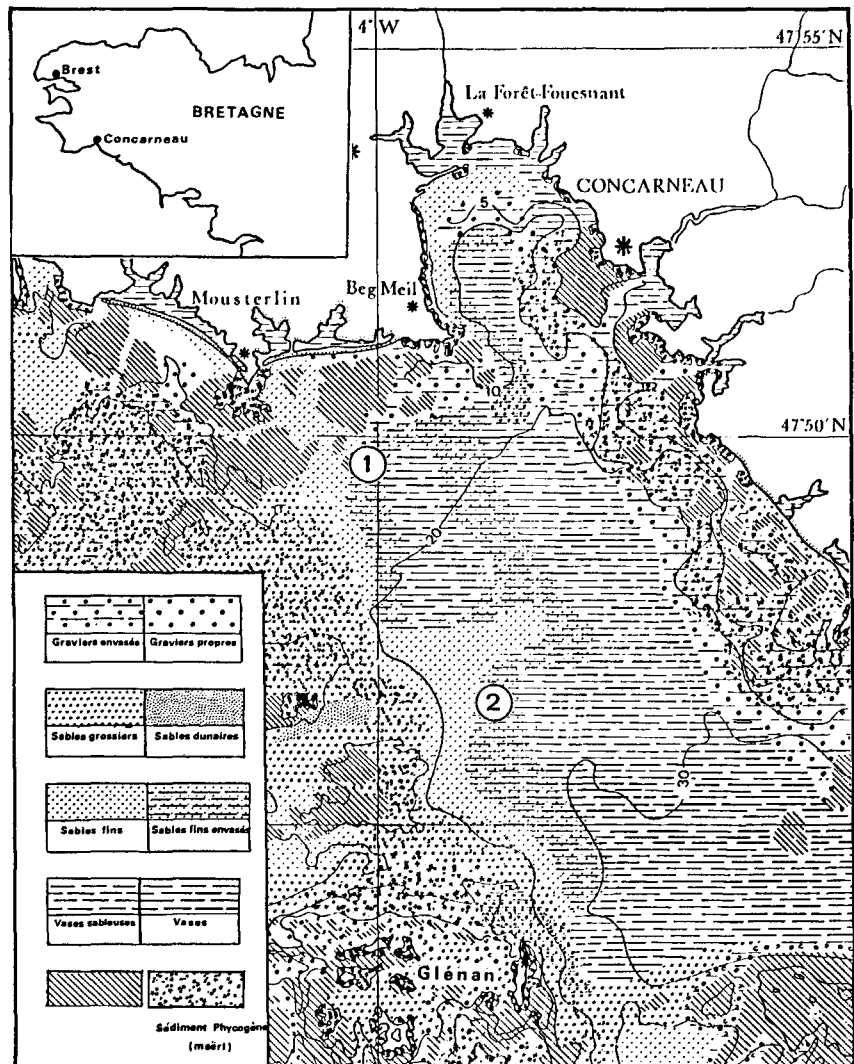 4° W
47°55' N
Brest
BRETAGNE
Concarneau
La Forêt-Fouesnant
CONCARNEAU
5
Beg Meil
Mousterlin
10
10
47°50' N
1
20
2
30
Graviers envasés
Graviers propres
Sables grossiers
Sables dunaires
Sables fins
Sables fins envasés
Vases sableuses
Vases
Sédiment Phycogène
(maërl)
Glénan